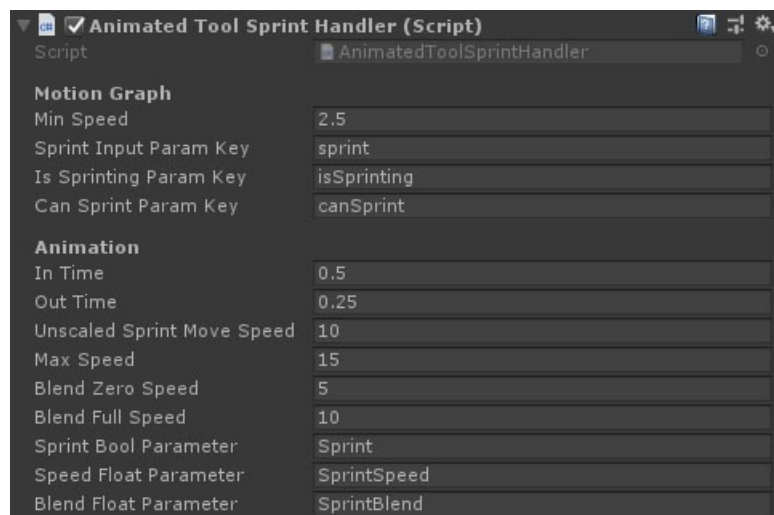 Animated Tool Sprint Handler (Script)
Script AnimatedToolSprintHandler
Motion Graph
Min Speed 2.5
Sprint Input Param Key sprint
Is Sprinting Param Key isSprinting
Can Sprint Param Key canSprint
Animation
In Time 0.5
Out Time 0.25
Unscaled Sprint Move Speed 10
Max Speed 15
Blend Zero Speed 5
Blend Full Speed 10
Sprint Bool Parameter Sprint
Speed Float Parameter SprintSpeed
Blend Float Parameter SprintBlend